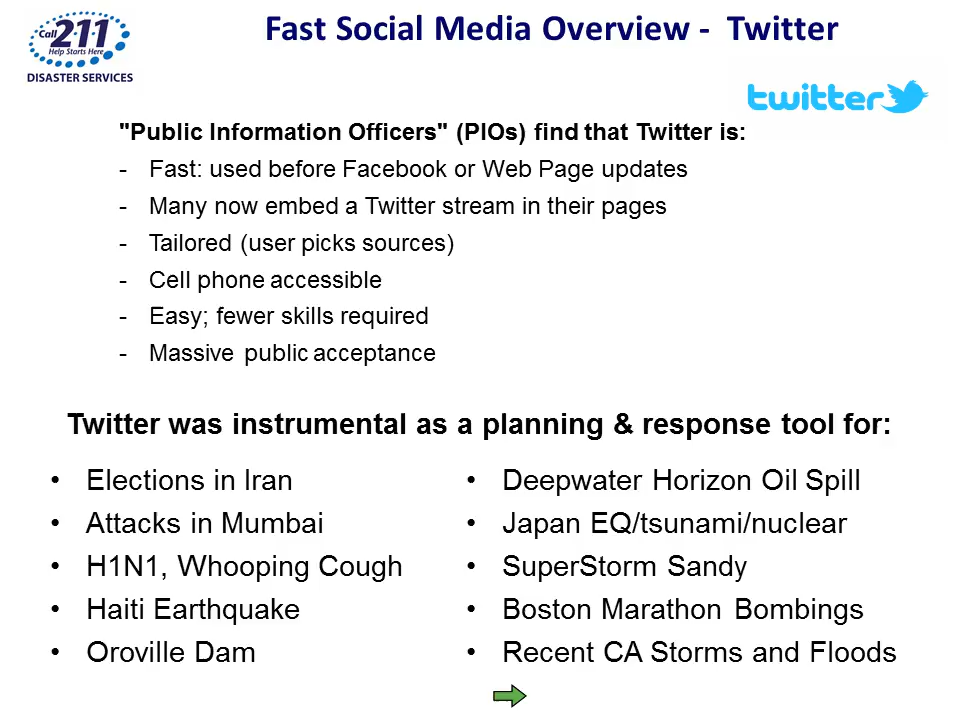 Fast Social Media Overview - Twitter
Call
211
Help Starts Here
DISASTER SERVICES
twitter
"Public Information Officers" (PIOs) find that Twitter is:
- Fast: used before Facebook or Web Page updates
- Many now embed a Twitter stream in their pages
- Tailored (user picks sources)
- Cell phone accessible
- Easy; fewer skills required
- Massive public acceptance
Twitter was instrumental as a planning & response tool for:
• Elections in Iran
• Attacks in Mumbai
• H1N1, Whooping Cough
• Haiti Earthquake
• Oroville Dam
• Deepwater Horizon Oil Spill
• Japan EQ/tsunami/nuclear
• SuperStorm Sandy
• Boston Marathon Bombings
• Recent CA Storms and Floods